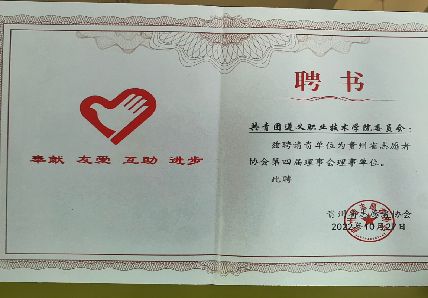 奉献 友爱 互助 进步
聘 书
共青团遵义职业技术学院委员会：
兹聘请贵单位为贵州省志愿者
协会第四届理事会理事单位。
此聘
贵州省志愿者协会
2022年10月27日